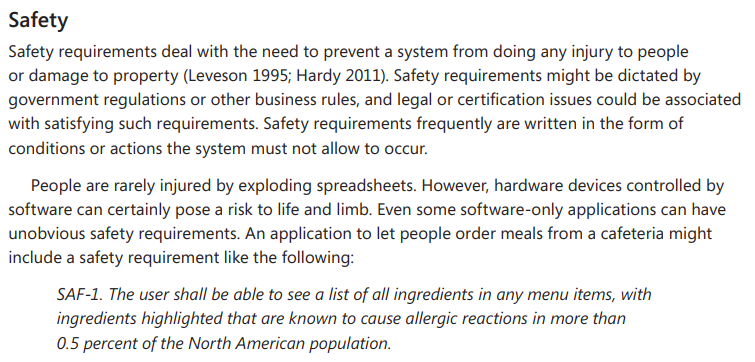 Safety
Safety requirements deal with the need to prevent a system from doing any injury to people
or damage to property (Leveson 1995; Hardy 2011). Safety requirements might be dictated by
government regulations or other business rules, and legal or certification issues could be associated
with satisfying such requirements. Safety requirements frequently are written in the form of
conditions or actions the system must not allow to occur.
People are rarely injured by exploding spreadsheets. However, hardware devices controlled by
software can certainly pose a risk to life and limb. Even some software-only applications can have
unobvious safety requirements. An application to let people order meals from a cafeteria might
include a safety requirement like the following:
SAF-1. The user shall be able to see a list of all ingredients in any menu items, with
ingredients highlighted that are known to cause allergic reactions in more than
0.5 percent of the North American population.